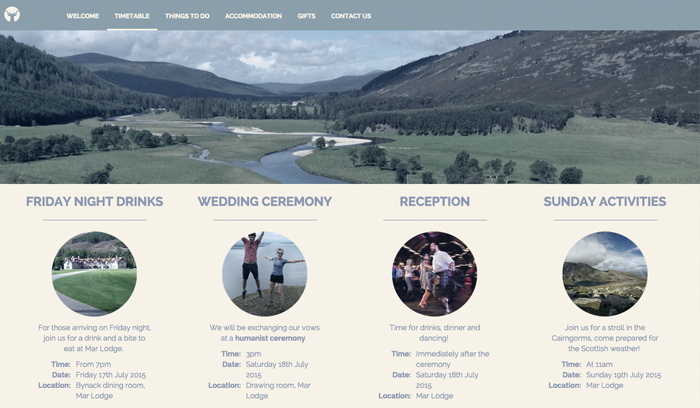 WELCOME TIMETABLE THINGS TO DO ACCOMMODATION GIFTS CONTACT US
FRIDAY NIGHT DRINKS
For those arriving on Friday night,
join us for a drink and a bite to
eat at Mar Lodge.
Time: From 7pm
Date: Friday 17th July 2015
Location: Bynack dining room,
Mar Lodge
WEDDING CEREMONY
We will be exchanging our vows
at a humanist ceremony.
Time: 3pm
Date: Saturday 18th July
2015
Location: Drawing room, Mar
Lodge
RECEPTION
Time for drinks, dinner and
dancing!
Time: Immediately after the
ceremony
Date: Saturday 18th July
2015
Location: Mar Lodge
SUNDAY ACTIVITIES
Join us for a stroll in the
Cairngorms, come prepared for
the Scottish weather!
Time: At 11am
Date: Sunday 19th July 2015
Location: Mar Lodge